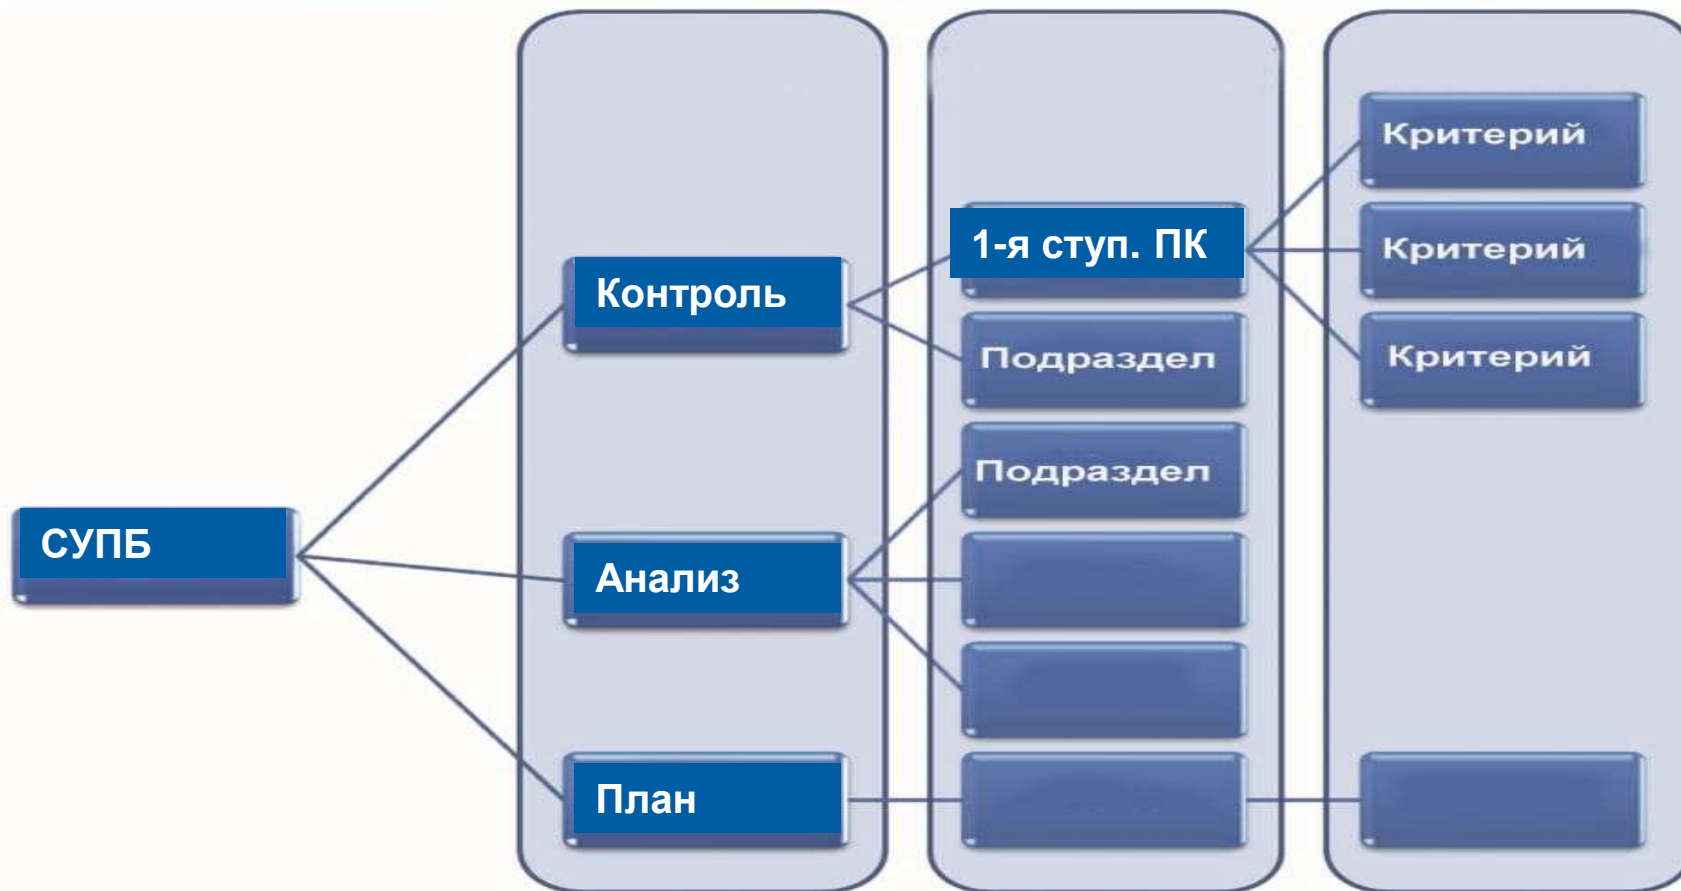 СУПБ
Контроль
Анализ
План
1-я ступ. ПК
Подраздел
Подраздел
Критерий
Критерий
Критерий